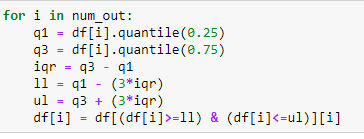 for i in num_out:
    q1 = df[i].quantile(0.25)
    q3 = df[i].quantile(0.75)
    iqr = q3 - q1
    ll = q1 - (3*iqr)
    ul = q3 + (3*iqr)
    df[i] = df[(df[i]>=ll) & (df[i]<=ul)][i]